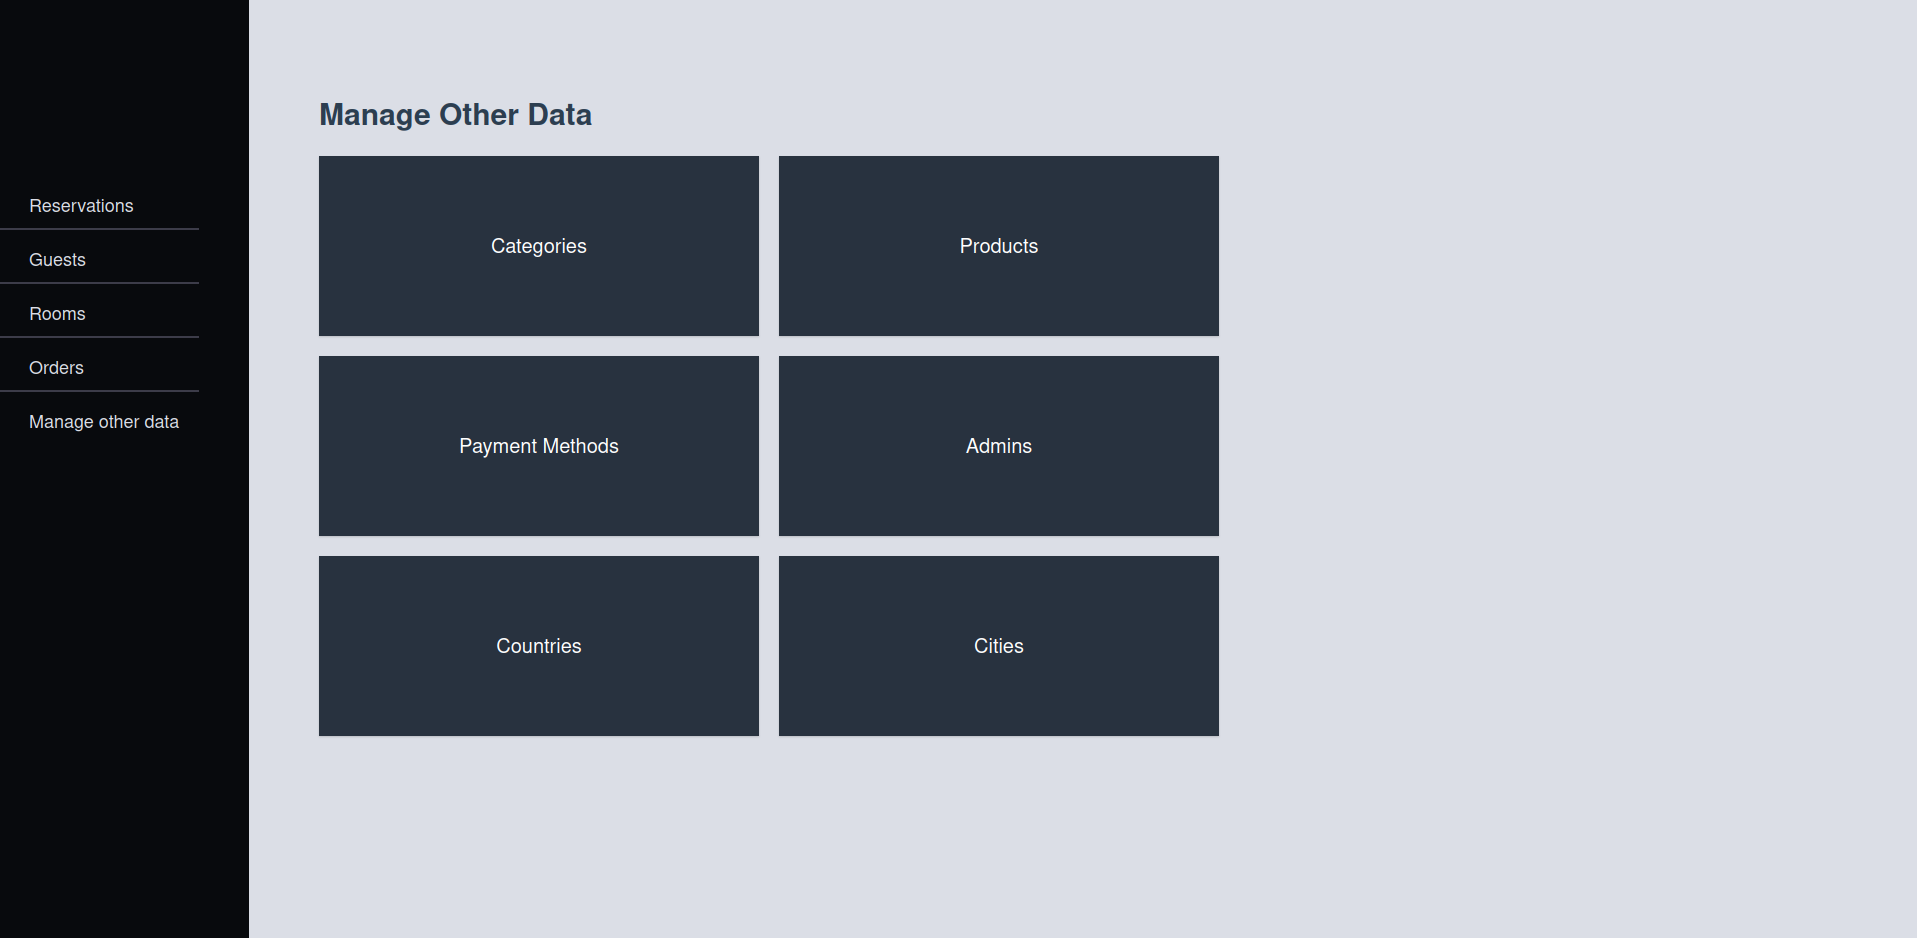 Reservations
Guests
Rooms
Orders
Manage other data
Manage Other Data
Categories
Products
Payment Methods
Admins
Countries
Cities